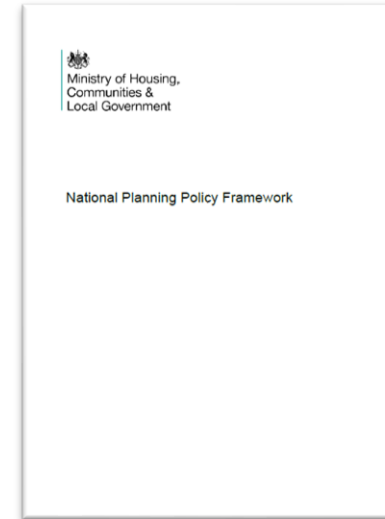 Ministry of Housing,
Communities &
Local Government
National Planning Policy Framework